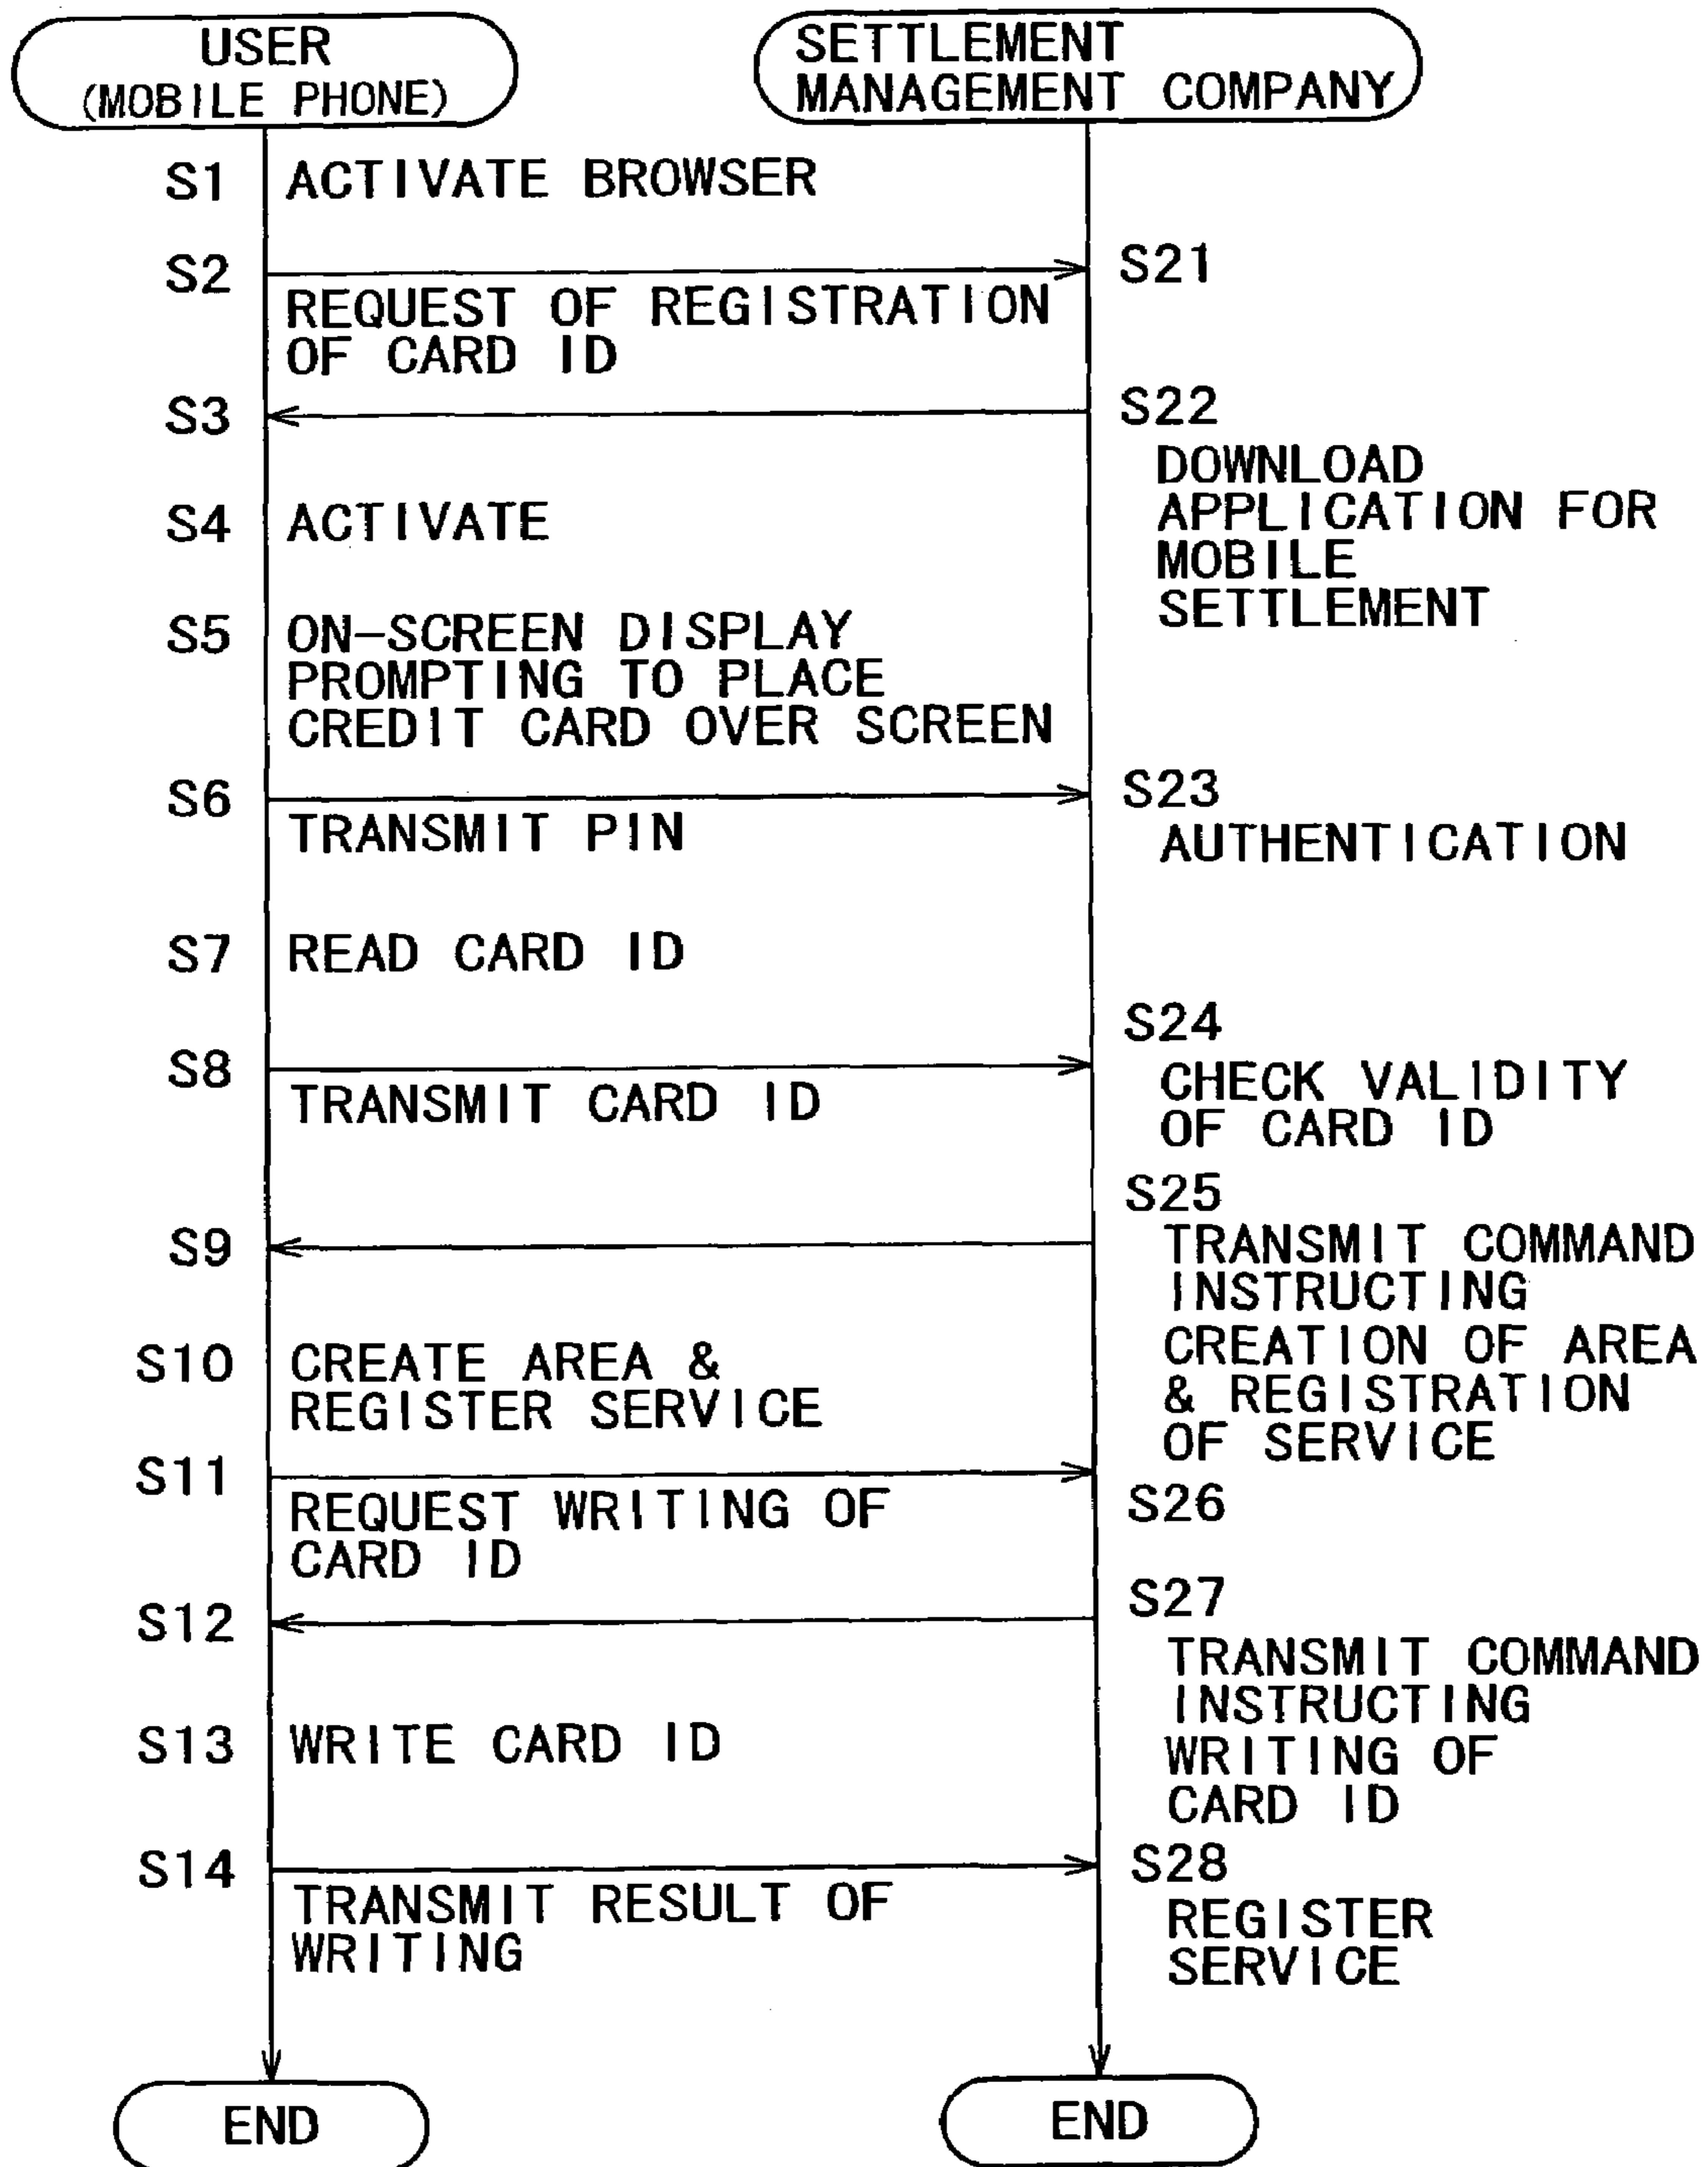 USER
(MOBILE PHONE)
SETTLEMENT
MANAGEMENT COMPANY
S1 ACTIVATE BROWSER
S2
S21
REQUEST OF REGISTRATION
OF CARD ID
S3
S22
DOWNLOAD
APPLICATION FOR
MOBILE
SETTLEMENT
S4 ACTIVATE
S5 ON-SCREEN DISPLAY
PROMPTING TO PLACE
CREDIT CARD OVER SCREEN
S6
TRANSMIT PIN
S23
AUTHENTICATION
S7 READ CARD ID
S8
TRANSMIT CARD ID
S24
CHECK VALIDITY
OF CARD ID
S9
S25
TRANSMIT COMMAND
INSTRUCTING
CREATION OF AREA
& REGISTRATION
OF SERVICE
S10 CREATE AREA &
REGISTER SERVICE
S11
REQUEST WRITING OF
CARD ID
S26
S12
S27
TRANSMIT COMMAND
INSTRUCTING
WRITING OF
CARD ID
S13 WRITE CARD ID
S14
TRANSMIT RESULT OF
WRITING
S28
REGISTER
SERVICE
END
END